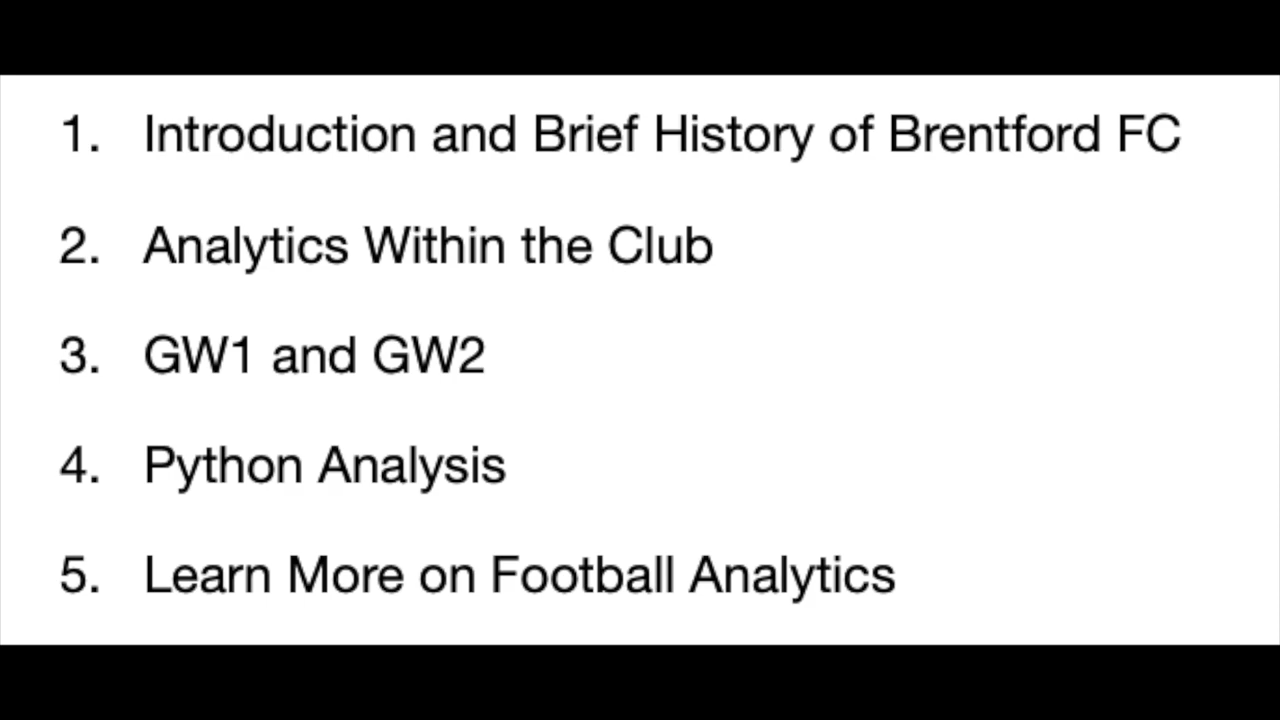 1. Introduction and Brief History of Brentford FC
2. Analytics Within the Club
3. GW1 and GW2
4. Python Analysis
5. Learn More on Football Analytics